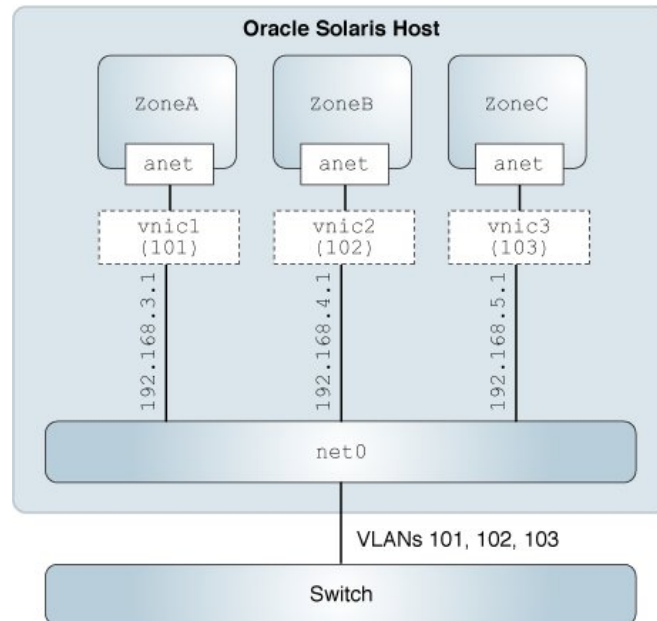 Oracle Solaris Host
ZoneA
ZoneB
ZoneC
anet
anet
anet
vnic1
(101)
vnic2
(102)
vnic3
(103)
192.168.3.1
192.168.4.1
192.168.5.1
net0
VLANs 101, 102, 103
Switch